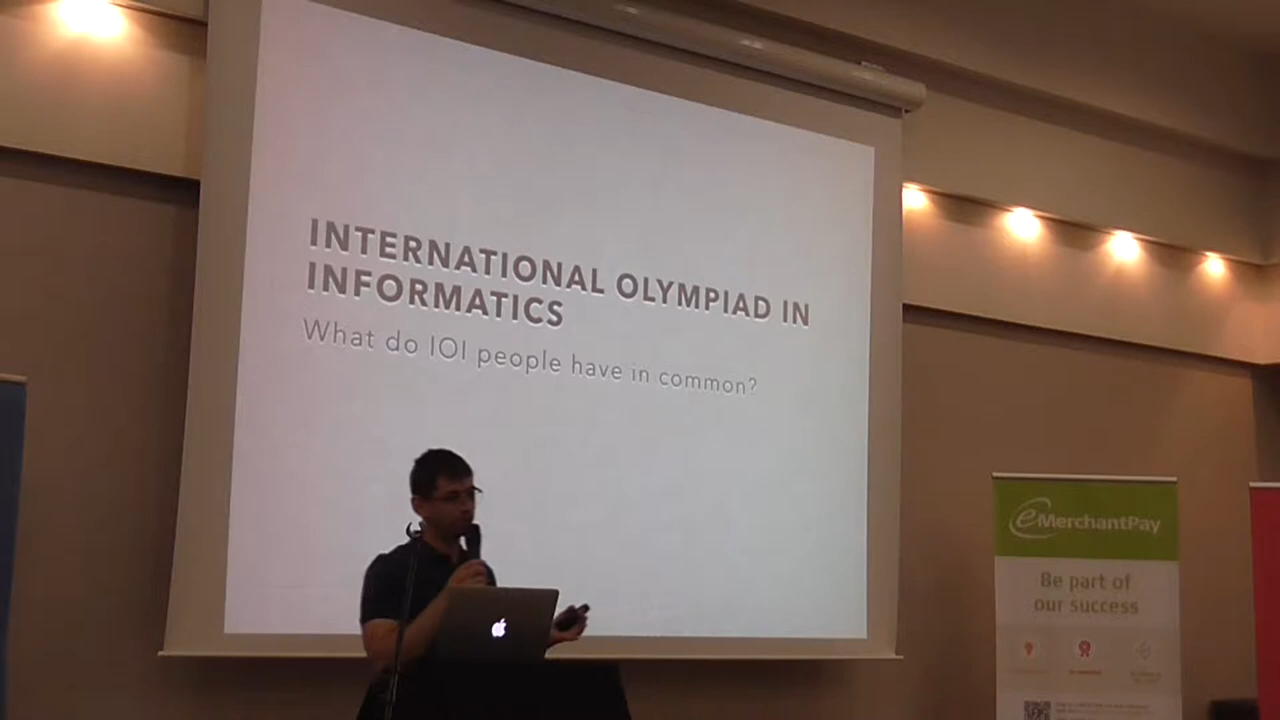 INTERNATIONAL OLYMPIAD IN
INFORMATICS
What do IOI people have in common?
eMerchantPay
Be part of
our success